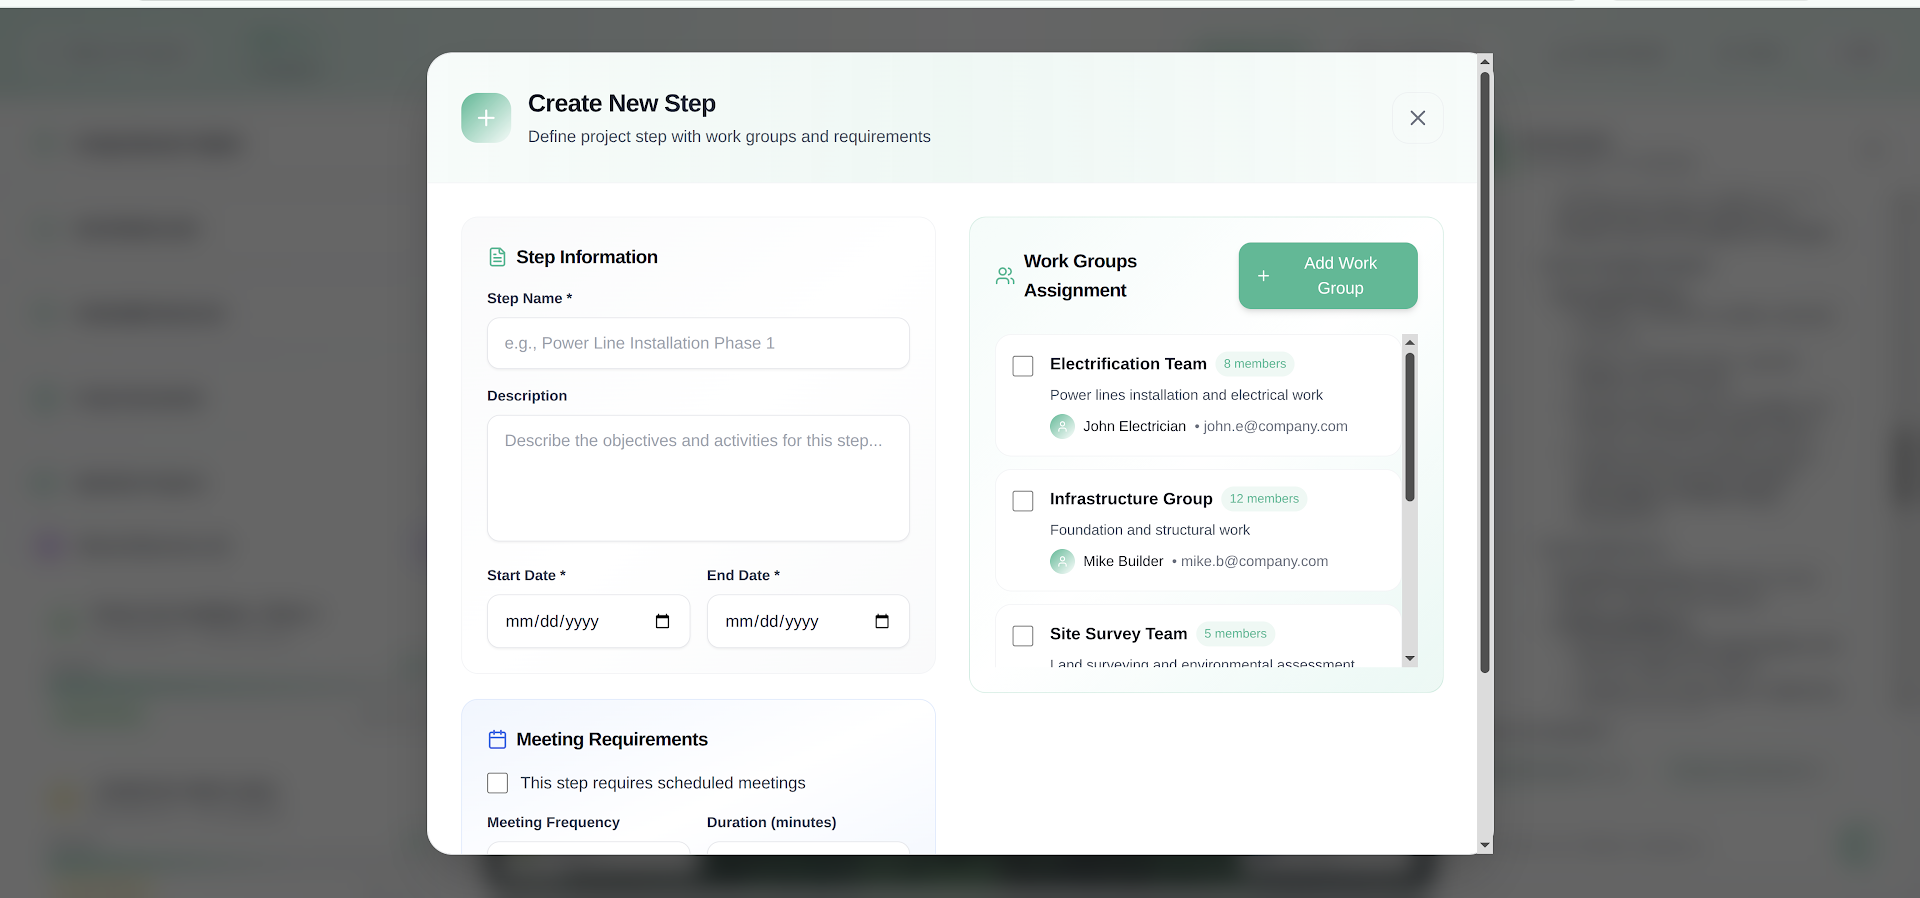 Create New Step
Define project step with work groups and requirements
Step Information
Step Name *
e.g., Power Line Installation Phase 1
Description
Describe the objectives and activities for this step...
Start Date *
End Date *
mm/dd/yyyy
mm/dd/yyyy
Meeting Requirements
This step requires scheduled meetings
Meeting Frequency
Duration (minutes)
Work Groups
Assignment
Add Work
Group
Electrification Team 8 members
Power lines installation and electrical work
John Electrician • john.e@company.com
Infrastructure Group 12 members
Foundation and structural work
Mike Builder • mike.b@company.com
Site Survey Team 5 members
Land surveying and environmental assessment